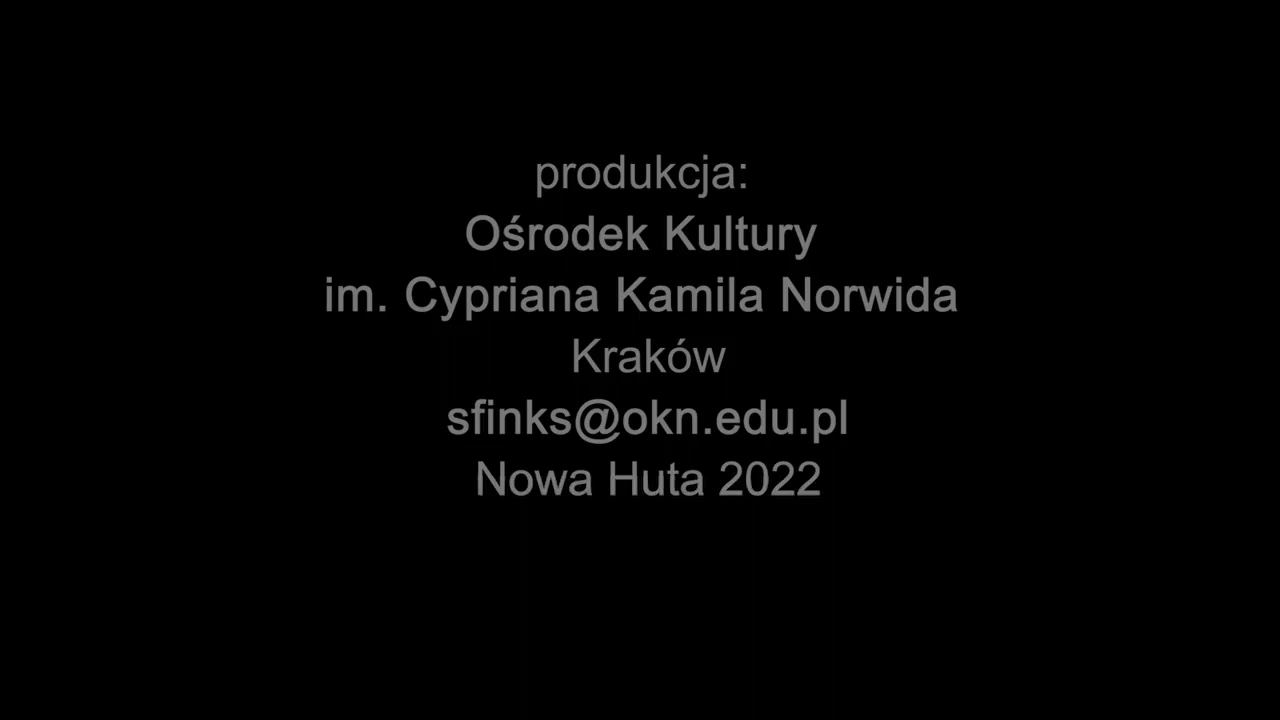 produkcja:
Ośrodek Kultury
im. Cypriana Kamila Norwida
Kraków
sfinks@okn.edu.pl
Nowa Huta 2022